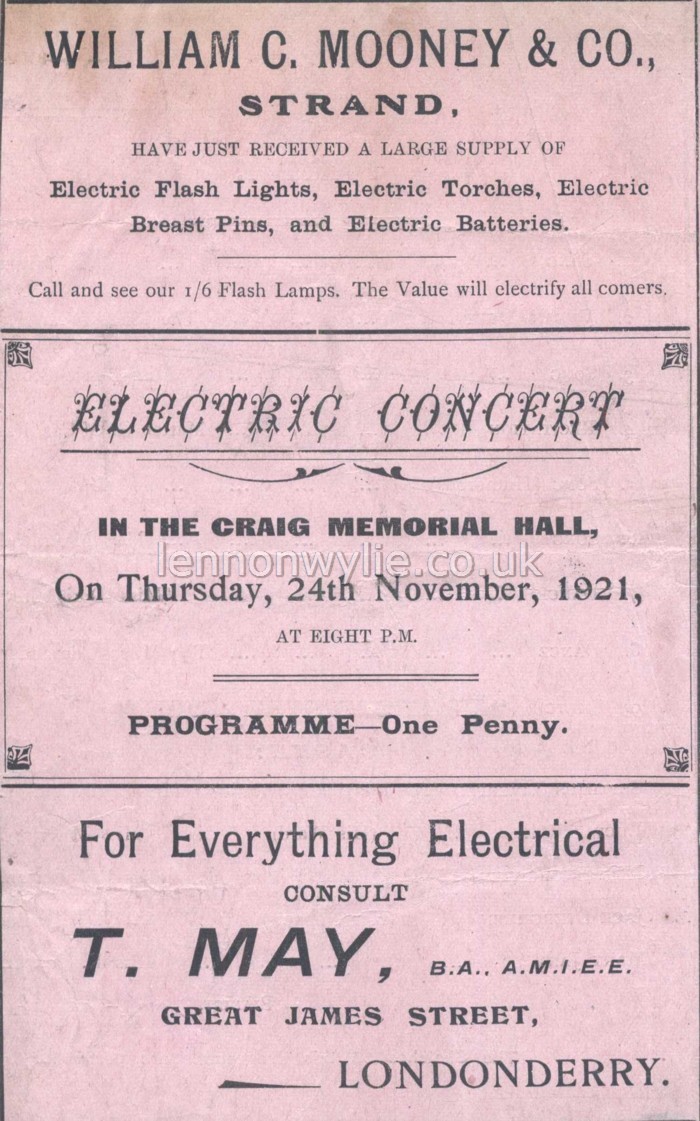 WILLIAM C. MOONEY & CO.,
STRAND,
HAVE JUST RECEIVED A LARGE SUPPLY OF
Electric Flash Lights, Electric Torches, Electric
Breast Pins, and Electric Batteries.
Call and see our 1/6 Flash Lamps. The Value will electrify all comers.
ELECTRIC CONCERT
IN THE CRAIG MEMORIAL HALL,
lennonwylie.co.uk
On Thursday, 24th November, 1921,
AT EIGHT P.M.
PROGRAMME—One Penny.
For Everything Electrical
CONSULT
T. MAY, B.A., A.M.I.E.E.
GREAT JAMES STREET,
LONDONDERRY.